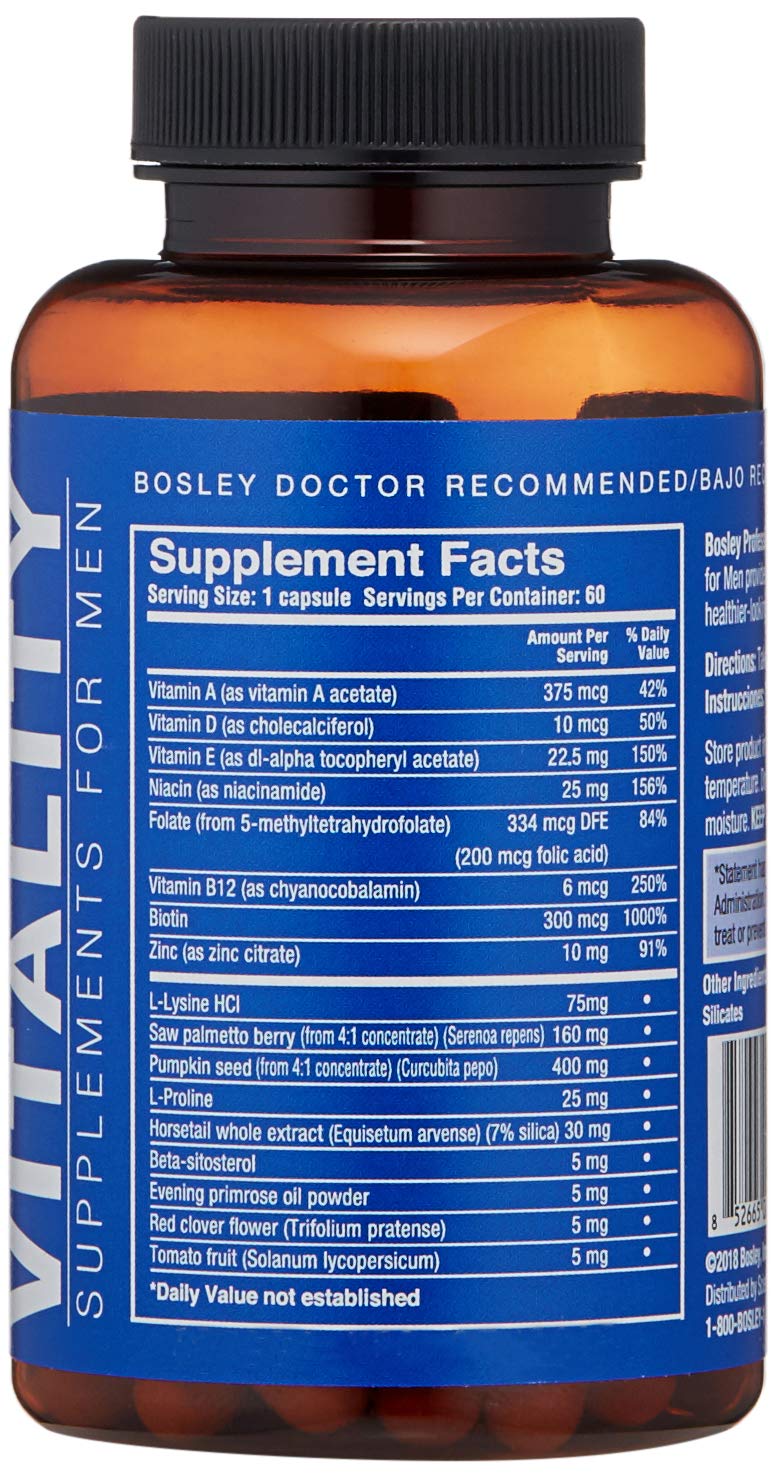 VITALITY
SUPPLEMENTS FOR MEN
BOSLEY DOCTOR RECOMMENDED/BAJO
Supplement Facts
Serving Size: 1 capsule Servings Per Container: 60
Amount Per Serving % Daily Value
Vitamin A (as vitamin A acetate) 375 mcg 42%
Vitamin D (as cholecalciferol) 10 mcg 50%
Vitamin E (as dl-alpha tocopheryl acetate) 22.5 mg 150%
Niacin (as niacinamide) 25 mg 156%
Folate (from 5-methyltetrahydrofolate) 334 mcg DFE 84%
(200 mcg folic acid)
Vitamin B12 (as chyanocobalamin) 6 mcg 250%
Biotin 300 mcg 1000%
Zinc (as zinc citrate) 10 mg 91%
L-Lysine HCl 75mg •
Saw palmetto berry (from 4:1 concentrate) (Serenoa repens) 160 mg •
Pumpkin seed (from 4:1 concentrate) (Curcubita pepo) 400 mg •
L-Proline 25 mg •
Horsetail whole extract (Equisetum arvense) (7% silica) 30 mg •
Beta-sitosterol 5 mg •
Evening primrose oil powder 5 mg •
Red clover flower (Trifolium pratense) 5 mg •
Tomato fruit (Solanum lycopersicum) 5 mg •
*Daily Value not established
Bosley
for Men
healthier-
Directions:
Instrucciones:
Store product
temperature.
moisture. KEEP
*Statement
Administration
treat or
Other
Silicates
8 52665
©2018 Bosley,
Distributed by
1-800-BOSLEY